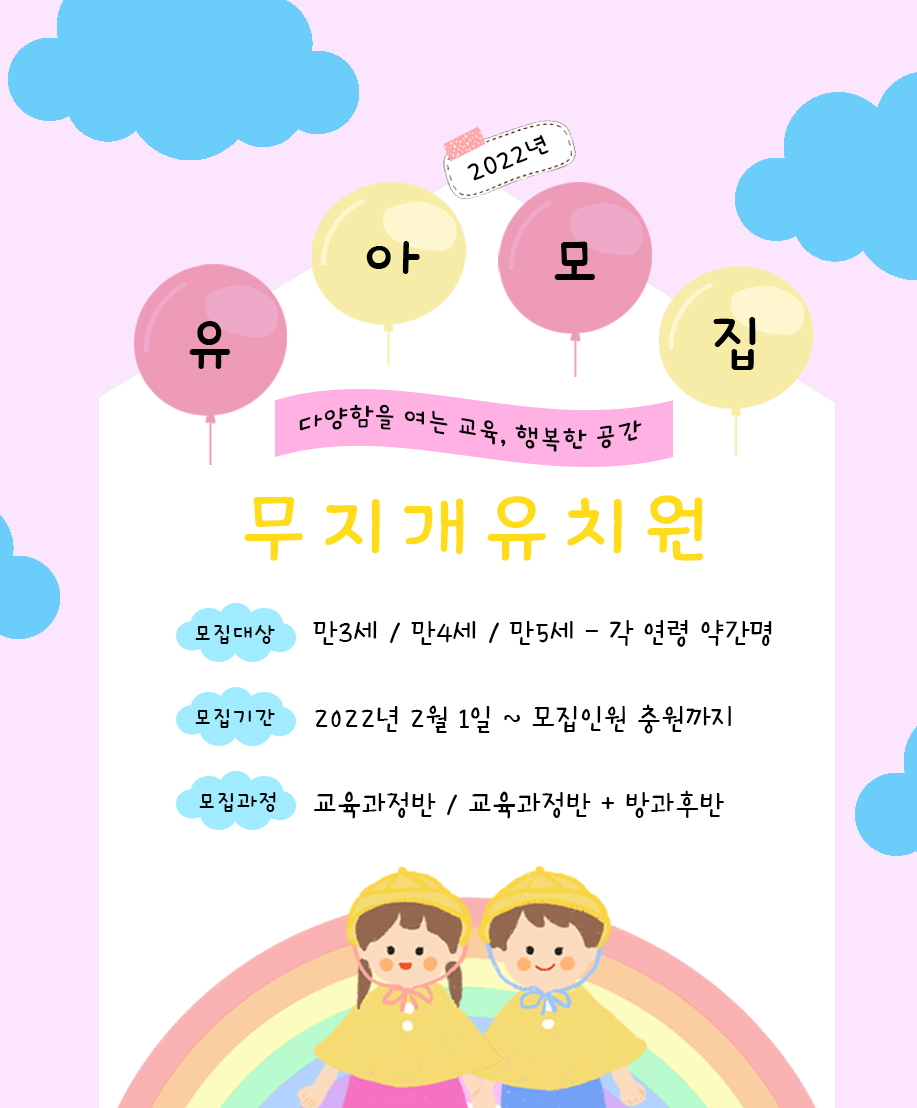 2022년
유아모집
다양함을 여는 교육, 행복한 공간
무지개유치원
모집대상 만3세 / 만4세 / 만5세 - 각 연령 약간명
모집기간 2022년 2월 1일 ~ 모집인원 충원까지
모집과정 교육과정반 / 교육과정반 + 방과후반